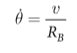 θ̇ = v / R_B